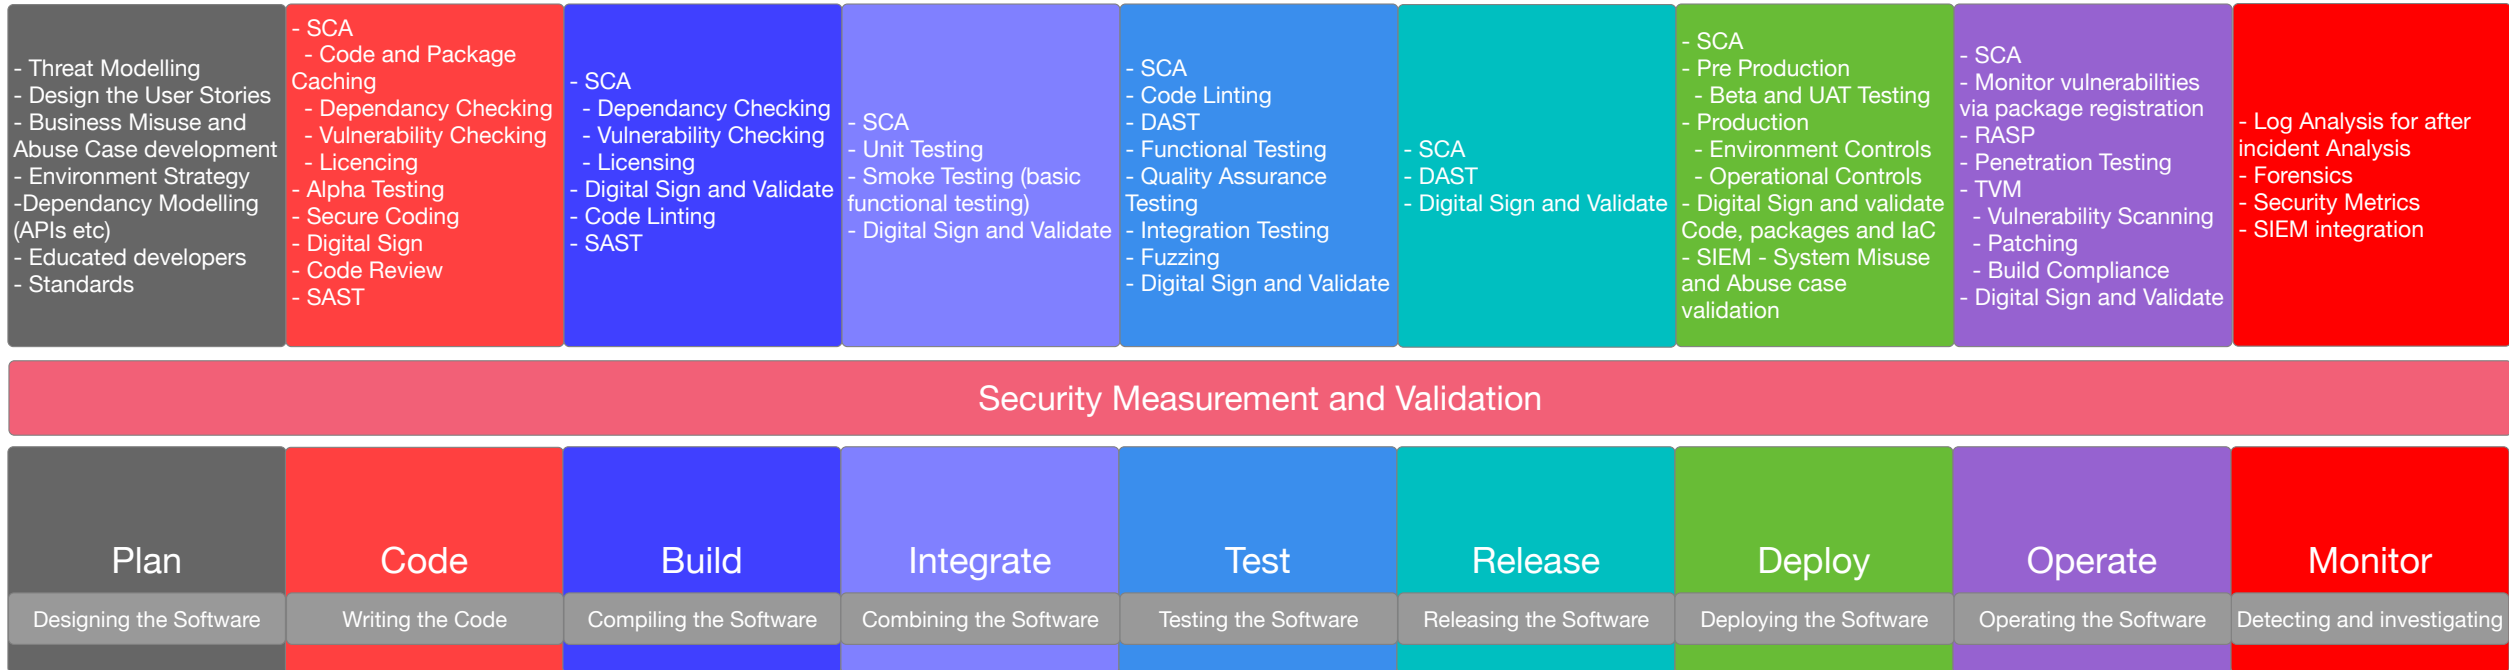 - Threat Modelling
- Design the User Stories
- Business Misuse and
Abuse Case development
- Environment Strategy
-Dependancy Modelling
(APIs etc)
- Educated developers
- Standards
- SCA
- Code and Package
Caching
- Dependancy Checking
- Vulnerability Checking
- Licencing
- Alpha Testing
- Secure Coding
- Digital Sign
- Code Review
- SAST
- SCA
- Dependancy Checking
- Vulnerability Checking
- Licensing
- Digital Sign and Validate
- Code Linting
- SAST
- SCA
- Unit Testing
- Smoke Testing (basic
functional testing)
- Digital Sign and Validate
- SCA
- Code Linting
- DAST
- Functional Testing
- Quality Assurance
Testing
- Integration Testing
- Fuzzing
- Digital Sign and Validate
- SCA
- DAST
- Digital Sign and Validate
- SCA
- Pre Production
- Beta and UAT Testing
- Production
- Environment Controls
- Operational Controls
- Digital Sign and validate
Code, packages and IaC
- SIEM - System Misuse
and Abuse case
validation
- SCA
- Monitor vulnerabilities
via package registration
- RASP
- Penetration Testing
- TVM
- Vulnerability Scanning
- Patching
- Build Compliance
- Digital Sign and Validate
- Log Analysis for after
incident Analysis
- Forensics
- Security Metrics
- SIEM integration
Security Measurement and Validation
Plan
Designing the Software
Code
Writing the Code
Build
Compiling the Software
Integrate
Combining the Software
Test
Testing the Software
Release
Releasing the Software
Deploy
Deploying the Software
Operate
Operating the Software
Monitor
Detecting and investigating